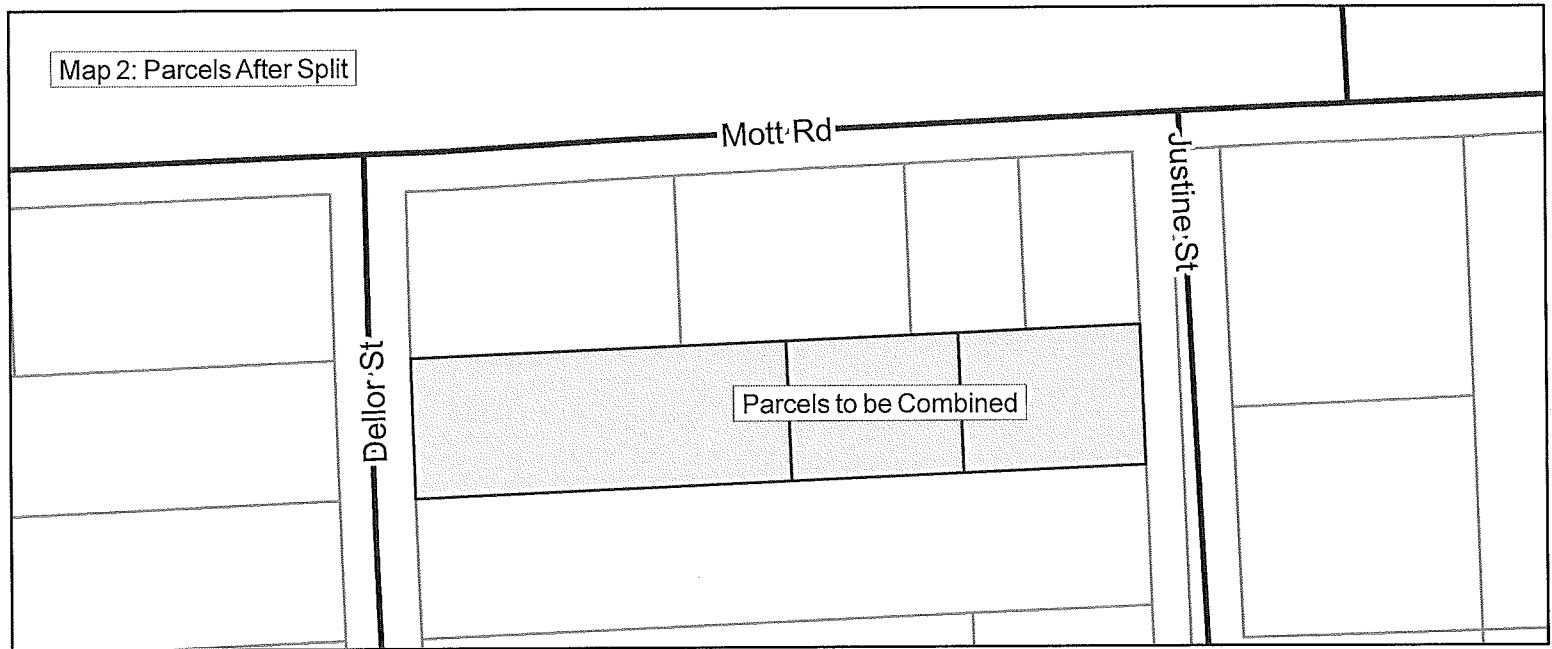 Map 2: Parcels After Split
Mott Rd
Justine St
Dellor St
Parcels to be Combined